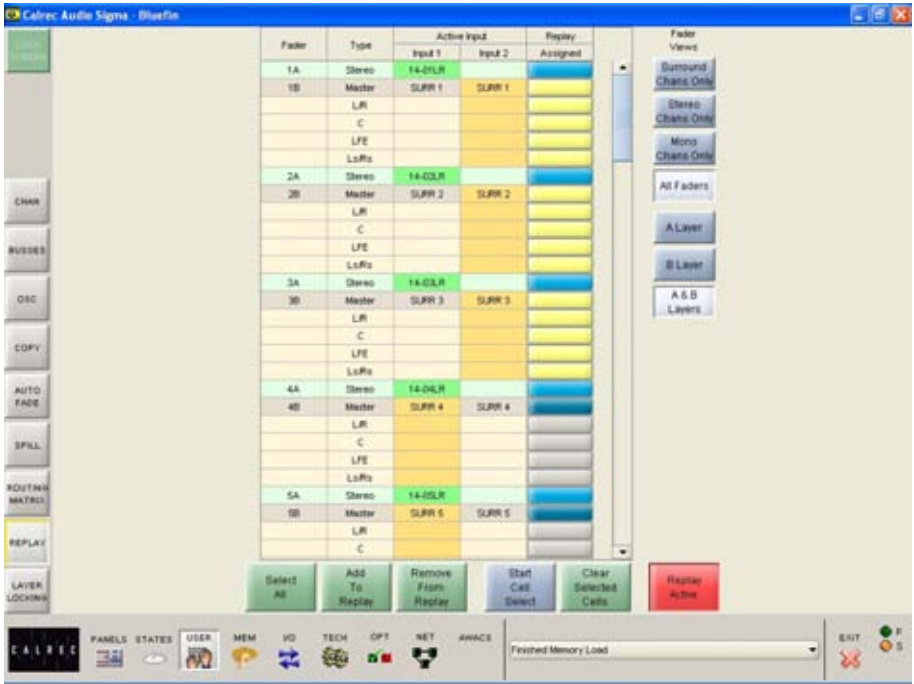 Calrec Audio Sigma - Bluefin
Fader Type Active Input Replay
Input 1 Input 2 Assigned
1A Stereo 14-01LR
1B Master SURR 1 SURR 1
L/R
C
LFE
Ls/Rs
2A Stereo 14-02LR
2B Master SURR 2 SURR 2
L/R
C
LFE
Ls/Rs
3A Stereo 14-03LR
3B Master SURR 3 SURR 3
L/R
C
LFE
Ls/Rs
4A Stereo 14-04LR
4B Master SURR 4 SURR 4
L/R
C
LFE
Ls/Rs
5A Stereo 14-05LR
5B Master SURR 5 SURR 5
L/R
C
Fader
Views
Surround
Chans Only
Stereo
Chans Only
Mono
Chans Only
All Faders
A Layer
B Layer
A & B
Layers
CHAN
BUSSES
OSC
COPY
AUTO
FADE
SPILL
ROUTING
MATRIX
REPLAY
LAYER
LOCKING
Select
All
Add
To
Replay
Remove
From
Replay
Start
Cell
Select
Clear
Selected
Cells
Replay
Active
CALREC
PANELS STATES USER MEM I/O TECH OPT NET AWACS
Finished Memory Load
EXIT
P
S